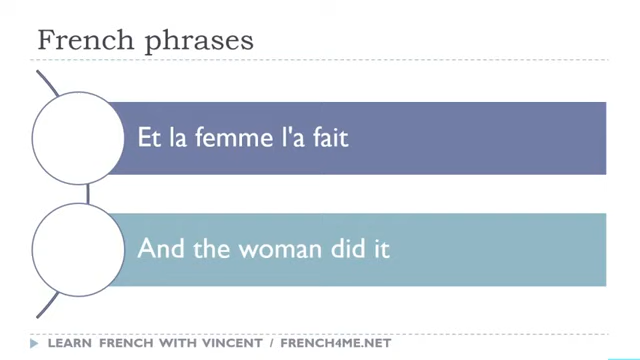 French phrases
Et la femme l'a fait
And the woman did it
LEARN FRENCH WITH VINCENT / FRENCH4ME.NET